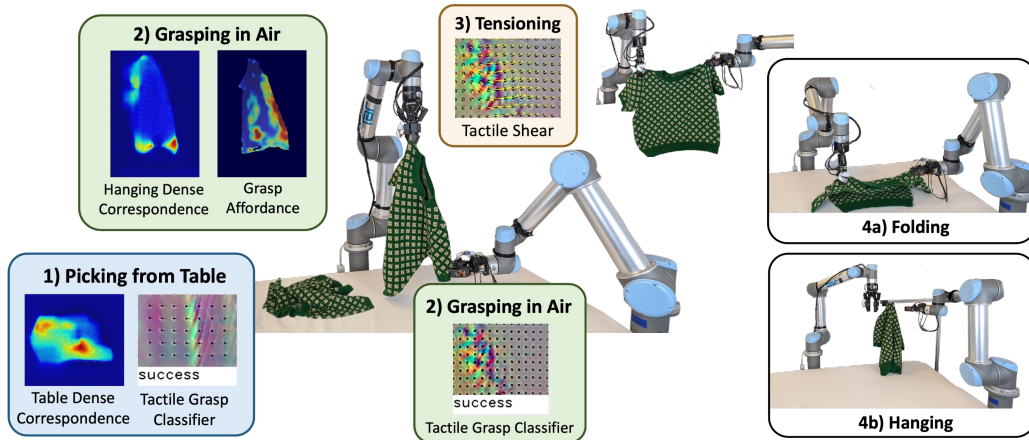 2) Grasping in Air
Hanging Dense
Correspondence
Grasp
Affordance
3) Tensioning
Tactile Shear
1) Picking from Table
success
Table Dense
Correspondence
Tactile Grasp
Classifier
2) Grasping in Air
success
Tactile Grasp Classifier
4a) Folding
4b) Hanging